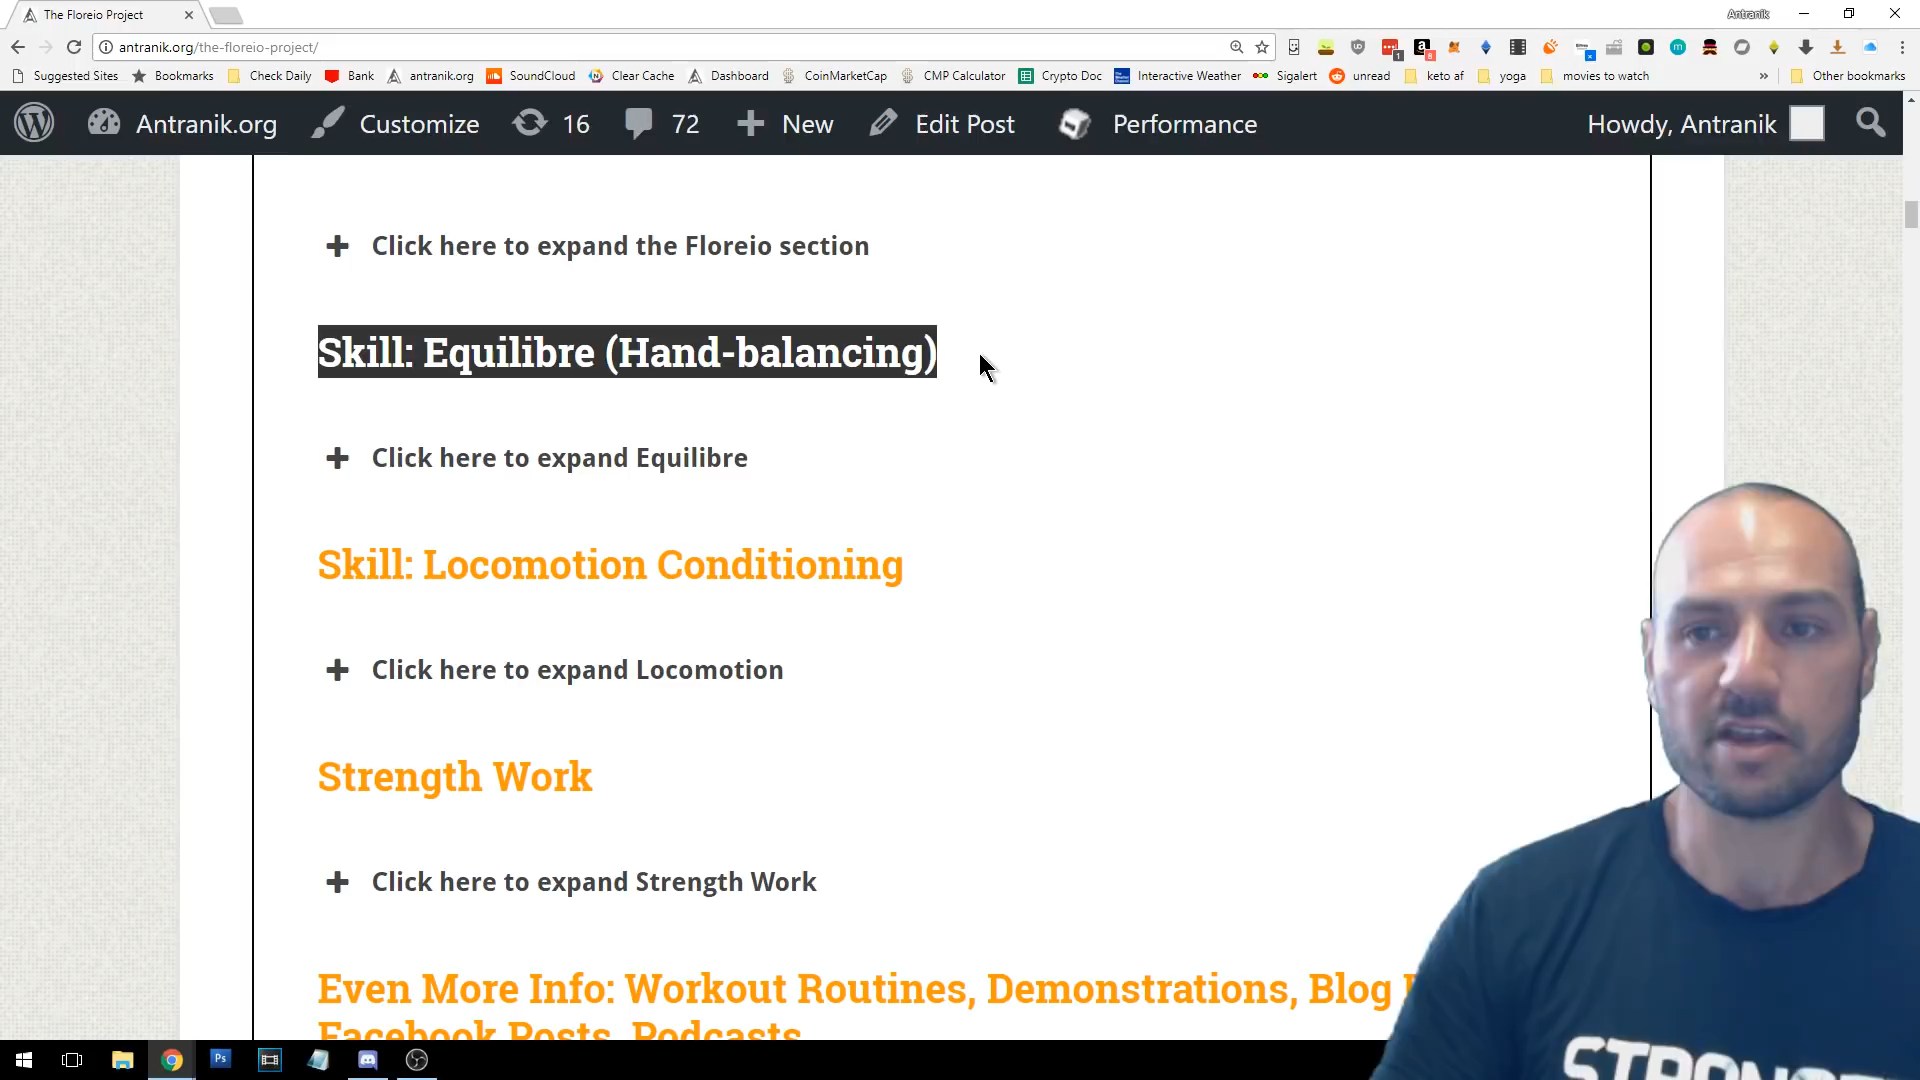 The Floreio Project
Antranik
antranik.org/the-floreio-project/
Suggested Sites Bookmarks Check Daily Bank antranik.org SoundCloud Clear Cache Dashboard CoinMarketCap CMP Calculator Crypto Doc Interactive Weather Sigalert unread keto af yoga movies to watch » Other bookmarks
Antranik.org Customize 16 72 New Edit Post Performance Howdy, Antranik
Click here to expand the Floreio section
Skill: Equilibre (Hand-balancing)
Click here to expand Equilibre
Skill: Locomotion Conditioning
Click here to expand Locomotion
Strength Work
Click here to expand Strength Work
Even More Info: Workout Routines, Demonstrations, Blog
Facebook Posts, Podcasts
Ps